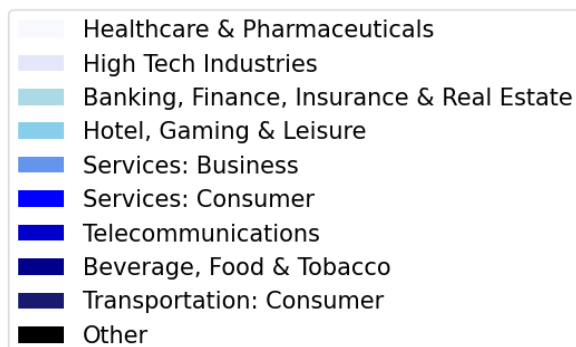 Healthcare & Pharmaceuticals
High Tech Industries
Banking, Finance, Insurance & Real Estate
Hotel, Gaming & Leisure
Services: Business
Services: Consumer
Telecommunications
Beverage, Food & Tobacco
Transportation: Consumer
Other